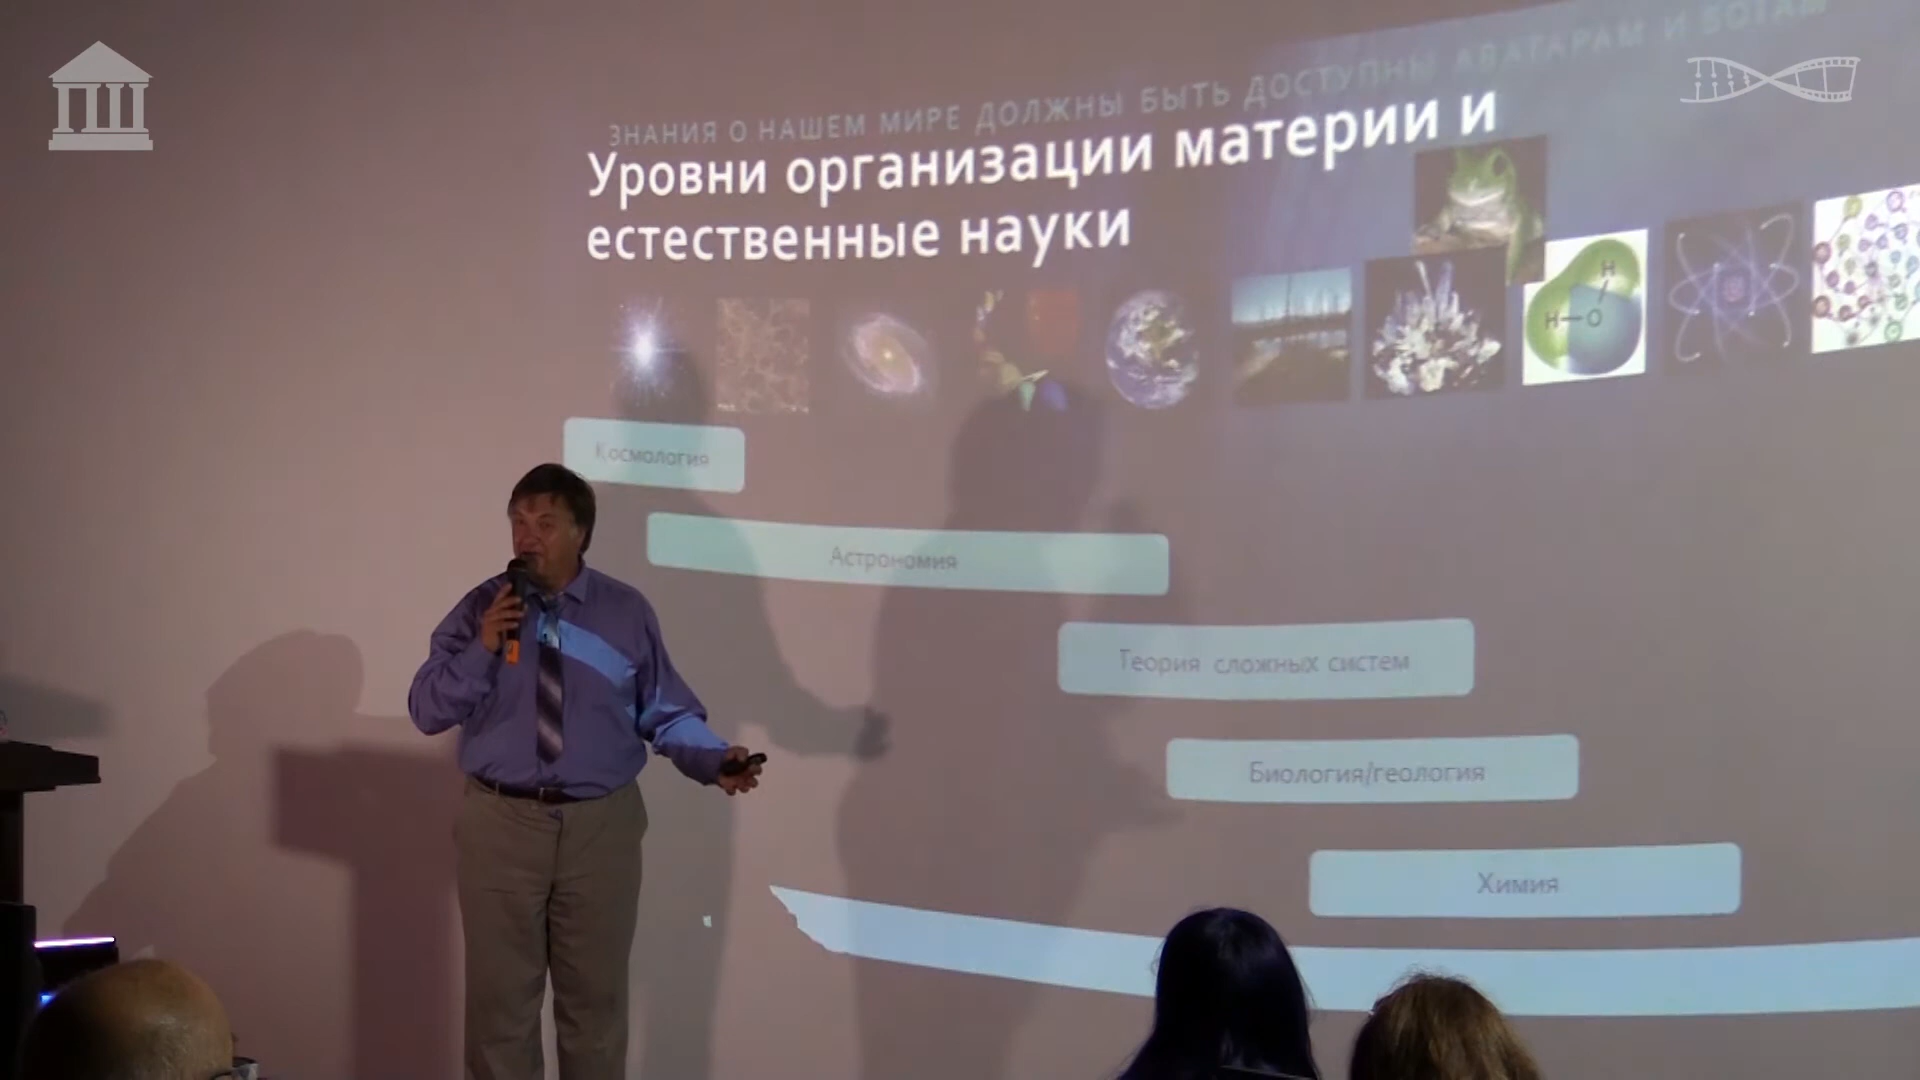 ЗНАНИЯ О НАШЕМ МИРЕ ДОЛЖНЫ БЫТЬ ДОСТУПНЫ АВАТАРАМ И БОТАМ
Уровни организации материи и
естественные науки
H
H—O
Космология
Астрономия
Теория сложных систем
Биология/геология
Химия